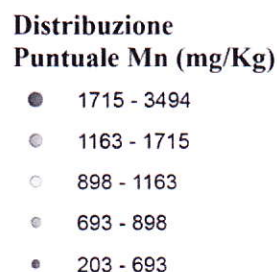 Distribuzione
Puntuale Mn (mg/Kg)
1715 - 3494
1163 - 1715
898 - 1163
693 - 898
203 - 693